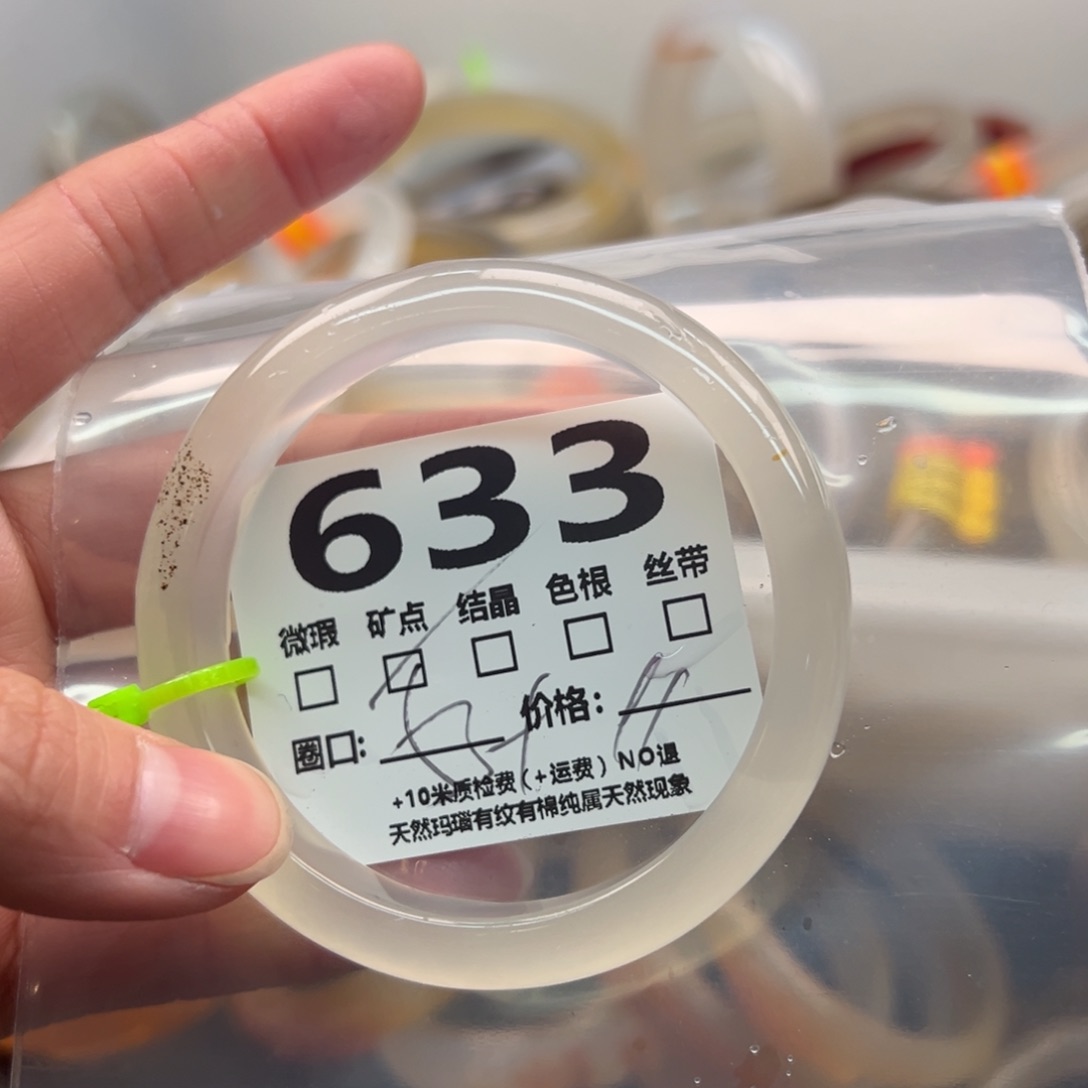 633
微瑕 矿点 结晶 色根 丝带
圈口: 价格:
+10米质检费(+运费)NO退
天然玛瑙有纹有棉纯属天然现象